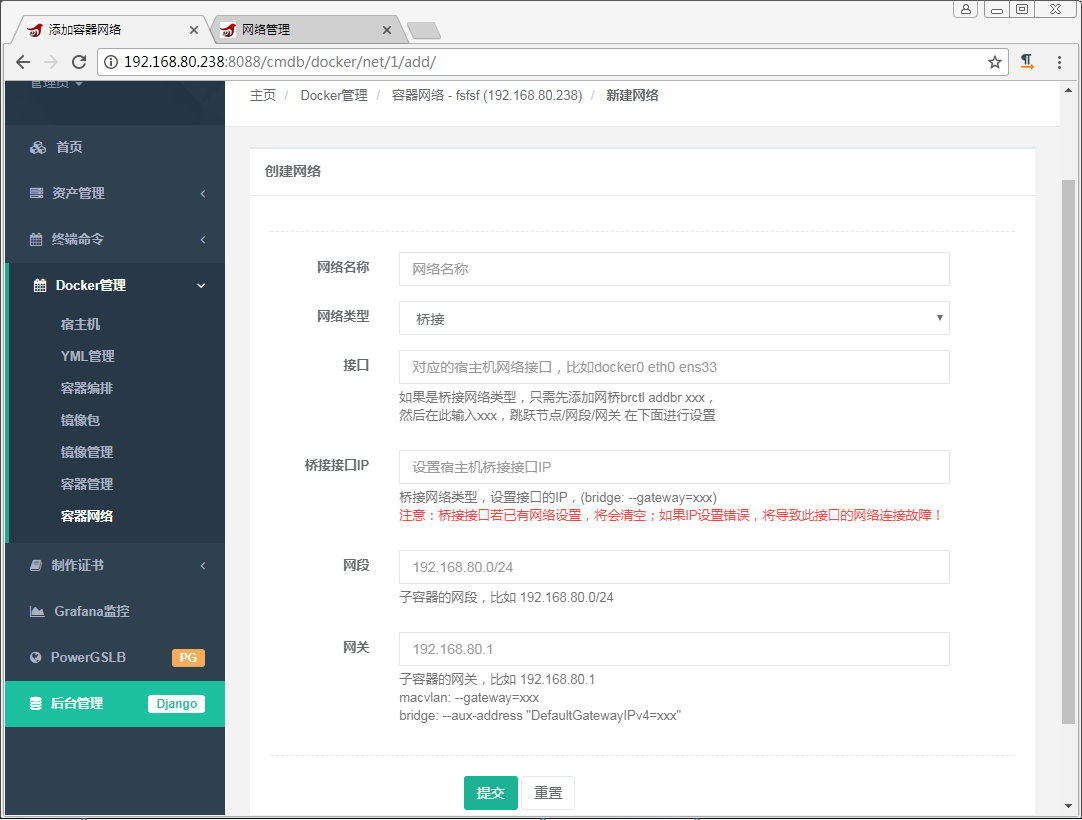 添加容器网络
网络管理
192.168.80.238:8088/cmdb/docker/net/1/add/
管理员
主页 / Docker管理 / 容器网络 - fsfsf (192.168.80.238) / 新建网络
首页
资产管理
终端命令
Docker管理
宿主机
YML管理
容器编排
镜像包
镜像管理
容器管理
容器网络
制作证书
Grafana监控
PowerGSLB PG
后台管理 Django
创建网络
网络名称 网络名称
网络类型 桥接
接口 对应的宿主机网络接口，比如docker0 eth0 ens33
如果是桥接网络类型，只需先添加网桥brctl addbr xxx，
然后在此输入xxx，跳跃节点/网段/网关 在下面进行设置
桥接接口IP 设置宿主机桥接接口IP
桥接网络类型，设置接口的IP，(bridge: --gateway=xxx)
注意：桥接接口若已有网络设置，将会清空；如果IP设置错误，将导致此接口的网络连接故障！
网段 192.168.80.0/24
子容器的网段，比如 192.168.80.0/24
网关 192.168.80.1
子容器的网关，比如 192.168.80.1
macvlan: --gateway=xxx
bridge: --aux-address "DefaultGatewayIPv4=xxx"
提交 重置